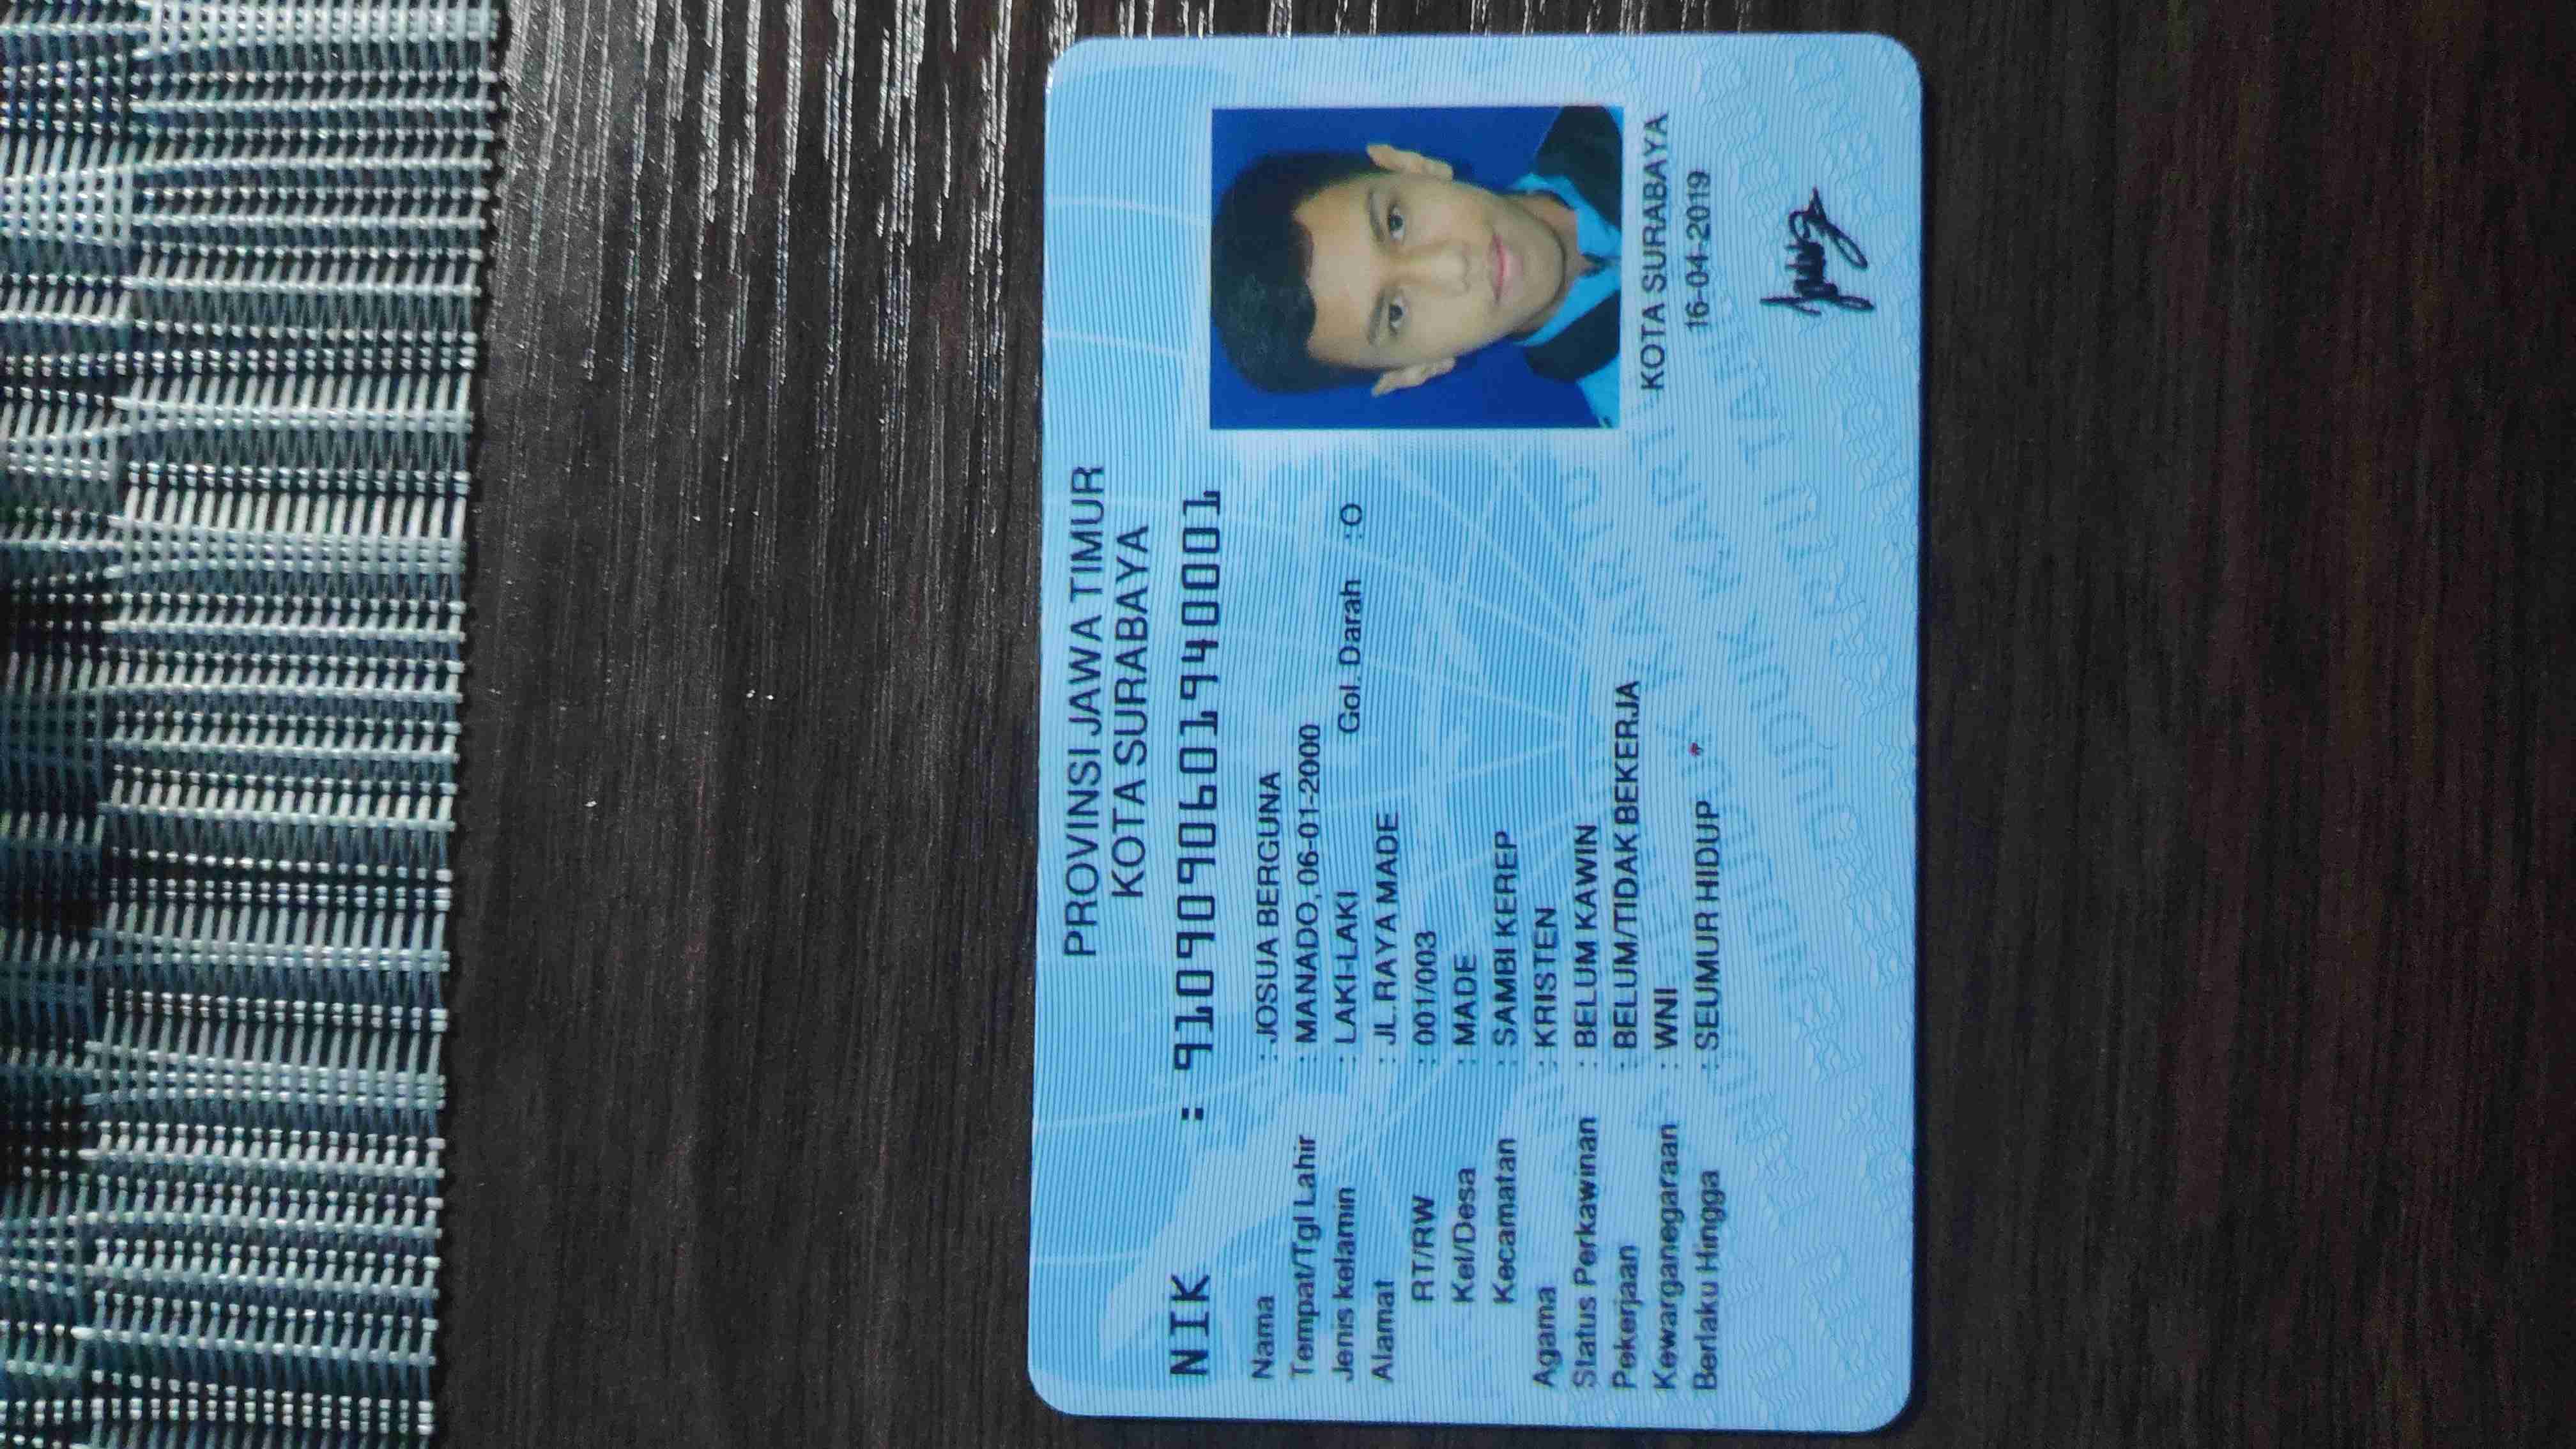 PROVINSI JAWA TIMUR
KOTA SURABAYA
NIK : 9109090601940001
Nama : JOSUA BERGUNA
Tempat/Tgl Lahir : MANADO, 06-01-2000
Jenis kelamin : LAKI-LAKI Gol. Darah :O
Alamat : JL. RAYA MADE
RT/RW : 001/003
Kel/Desa : MADE
Kecamatan : SAMBI KEREP
Agama : KRISTEN
Status Perkawinan : BELUM KAWIN
Pekerjaan : BELUM/TIDAK BEKERJA
Kewarganegaraan : WNI
Berlaku Hingga : SEUMUR HIDUP
KOTA SURABAYA
16-04-2019